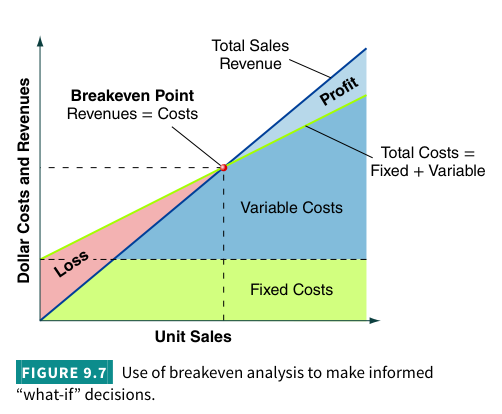 Total Sales
Revenue
Profit
Breakeven Point
Revenues = Costs
Total Costs =
Fixed + Variable
Dollar Costs and Revenues
Variable Costs
Loss
Fixed Costs
Unit Sales
FIGURE 9.7 Use of breakeven analysis to make informed
“what-if” decisions.